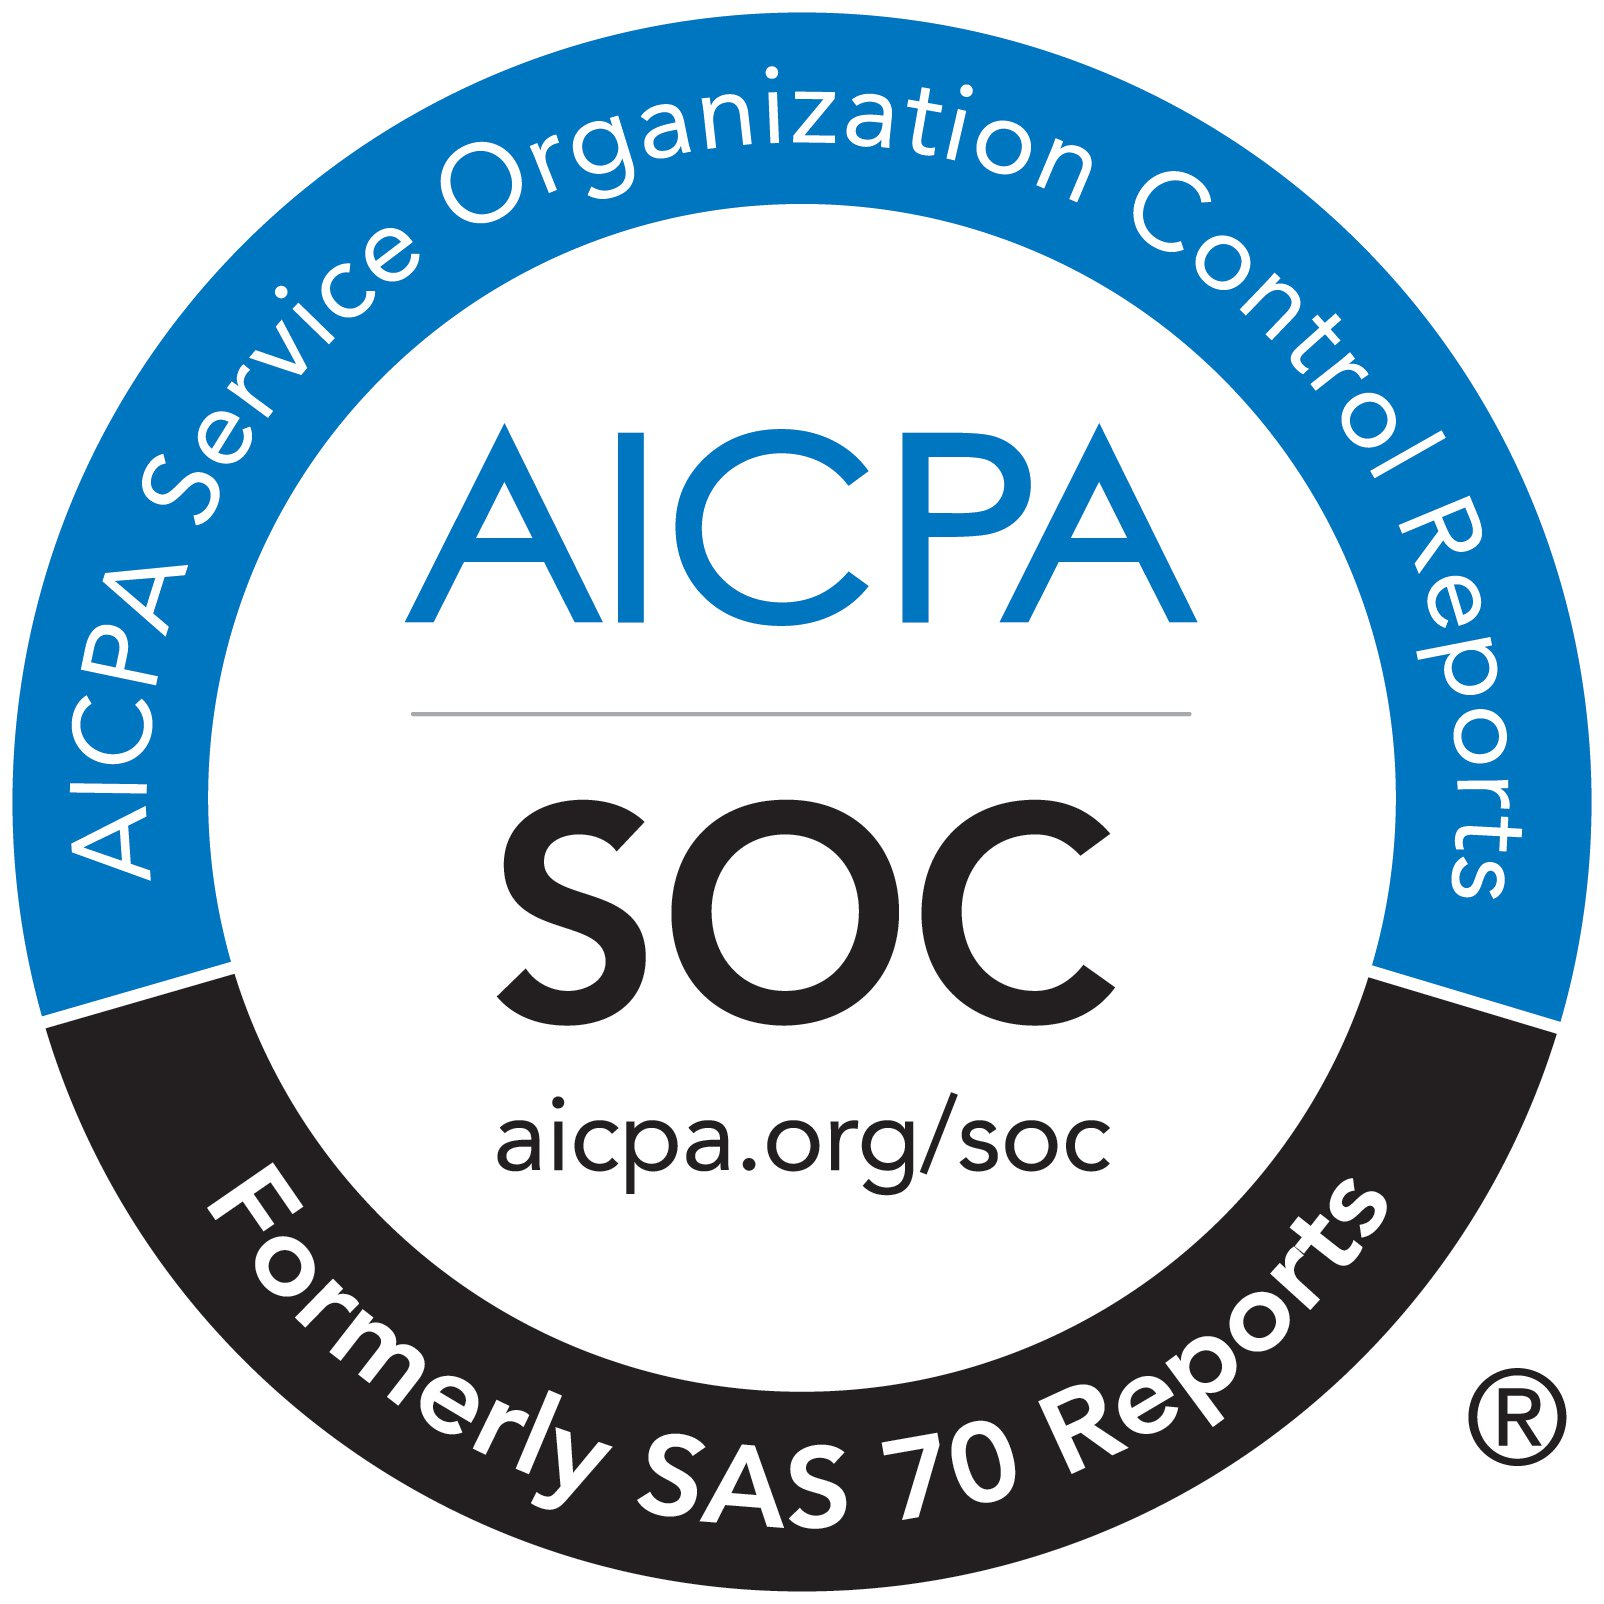 AICPA Service Organization Control Reports
AICPA
SOC
aicpa.org/soc
Formerly SAS 70 Reports
®